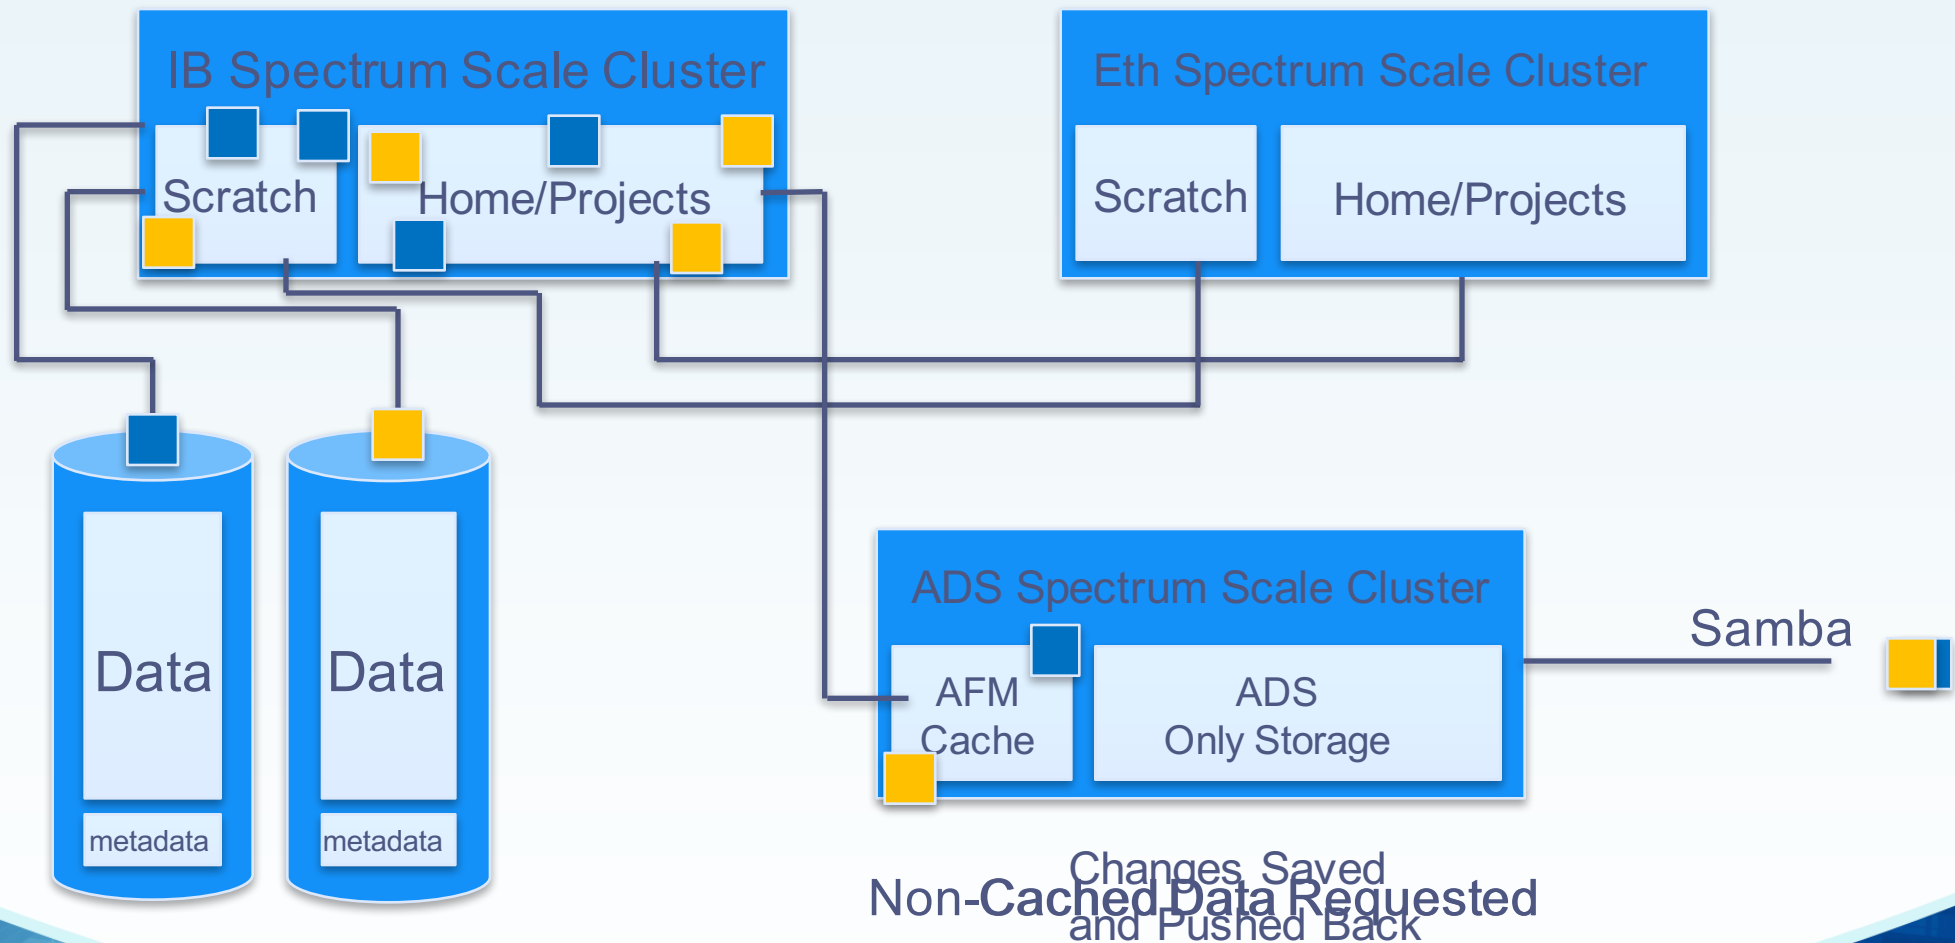 IB Spectrum Scale Cluster
Scratch
Home/Projects
Eth Spectrum Scale Cluster
Scratch
Home/Projects
Data
metadata
Data
metadata
ADS Spectrum Scale Cluster
AFM
Cache
ADS
Only Storage
Samba
Changes Saved
and Pushed Back
Non-Cached Data Requested